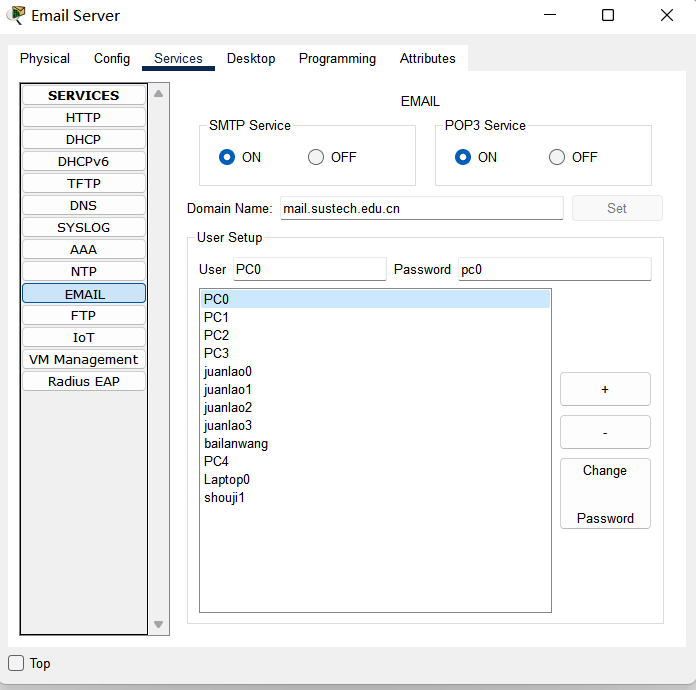 Email Server
Physical Config Services Desktop Programming Attributes
SERVICES
HTTP
DHCP
DHCPv6
TFTP
DNS
SYSLOG
AAA
NTP
EMAIL
FTP
IoT
VM Management
Radius EAP
EMAIL
SMTP Service
ON OFF
POP3 Service
ON OFF
Domain Name: mail.sustech.edu.cn Set
User Setup
User PC0 Password pc0
PC0
PC1
PC2
PC3
juanlao0
juanlao1
juanlao2
juanlao3
bailanwang
PC4
Laptop0
shouji1
+
-
Change
Password
Top